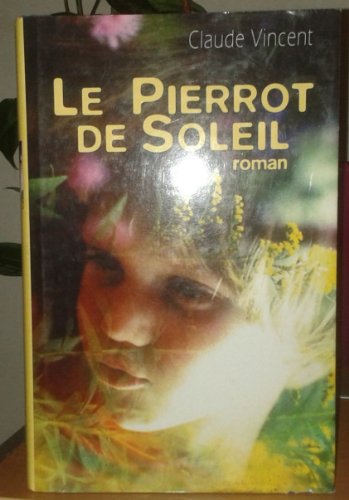 Claude Vincent
LE PIERROT
DE SOLEIL
roman